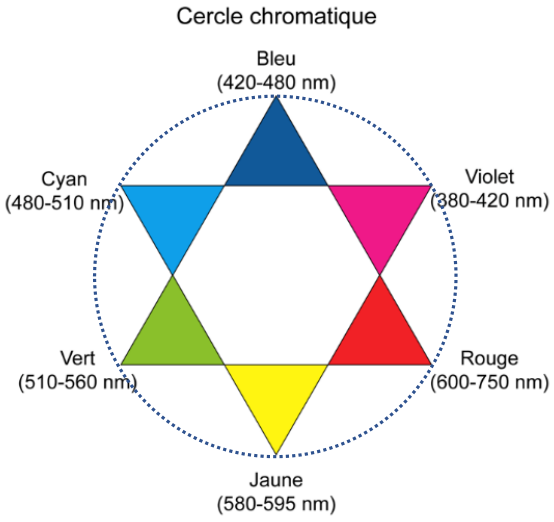 Cercle chromatique
Bleu
(420-480 nm)
Cyan
(480-510 nm)
Violet
(380-420 nm)
Vert
(510-560 nm)
Rouge
(600-750 nm)
Jaune
(580-595 nm)